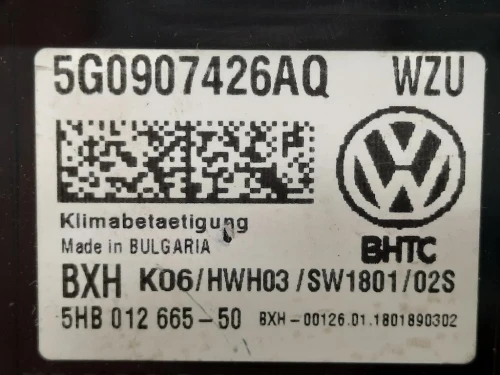 5G0907426AQ WZU
Klimabetaetigung
Made in BULGARIA
BHTC
BXH K06/HWH03/SW1801/02S
5HB 012 665-50 BXH-00126.01.1801890302